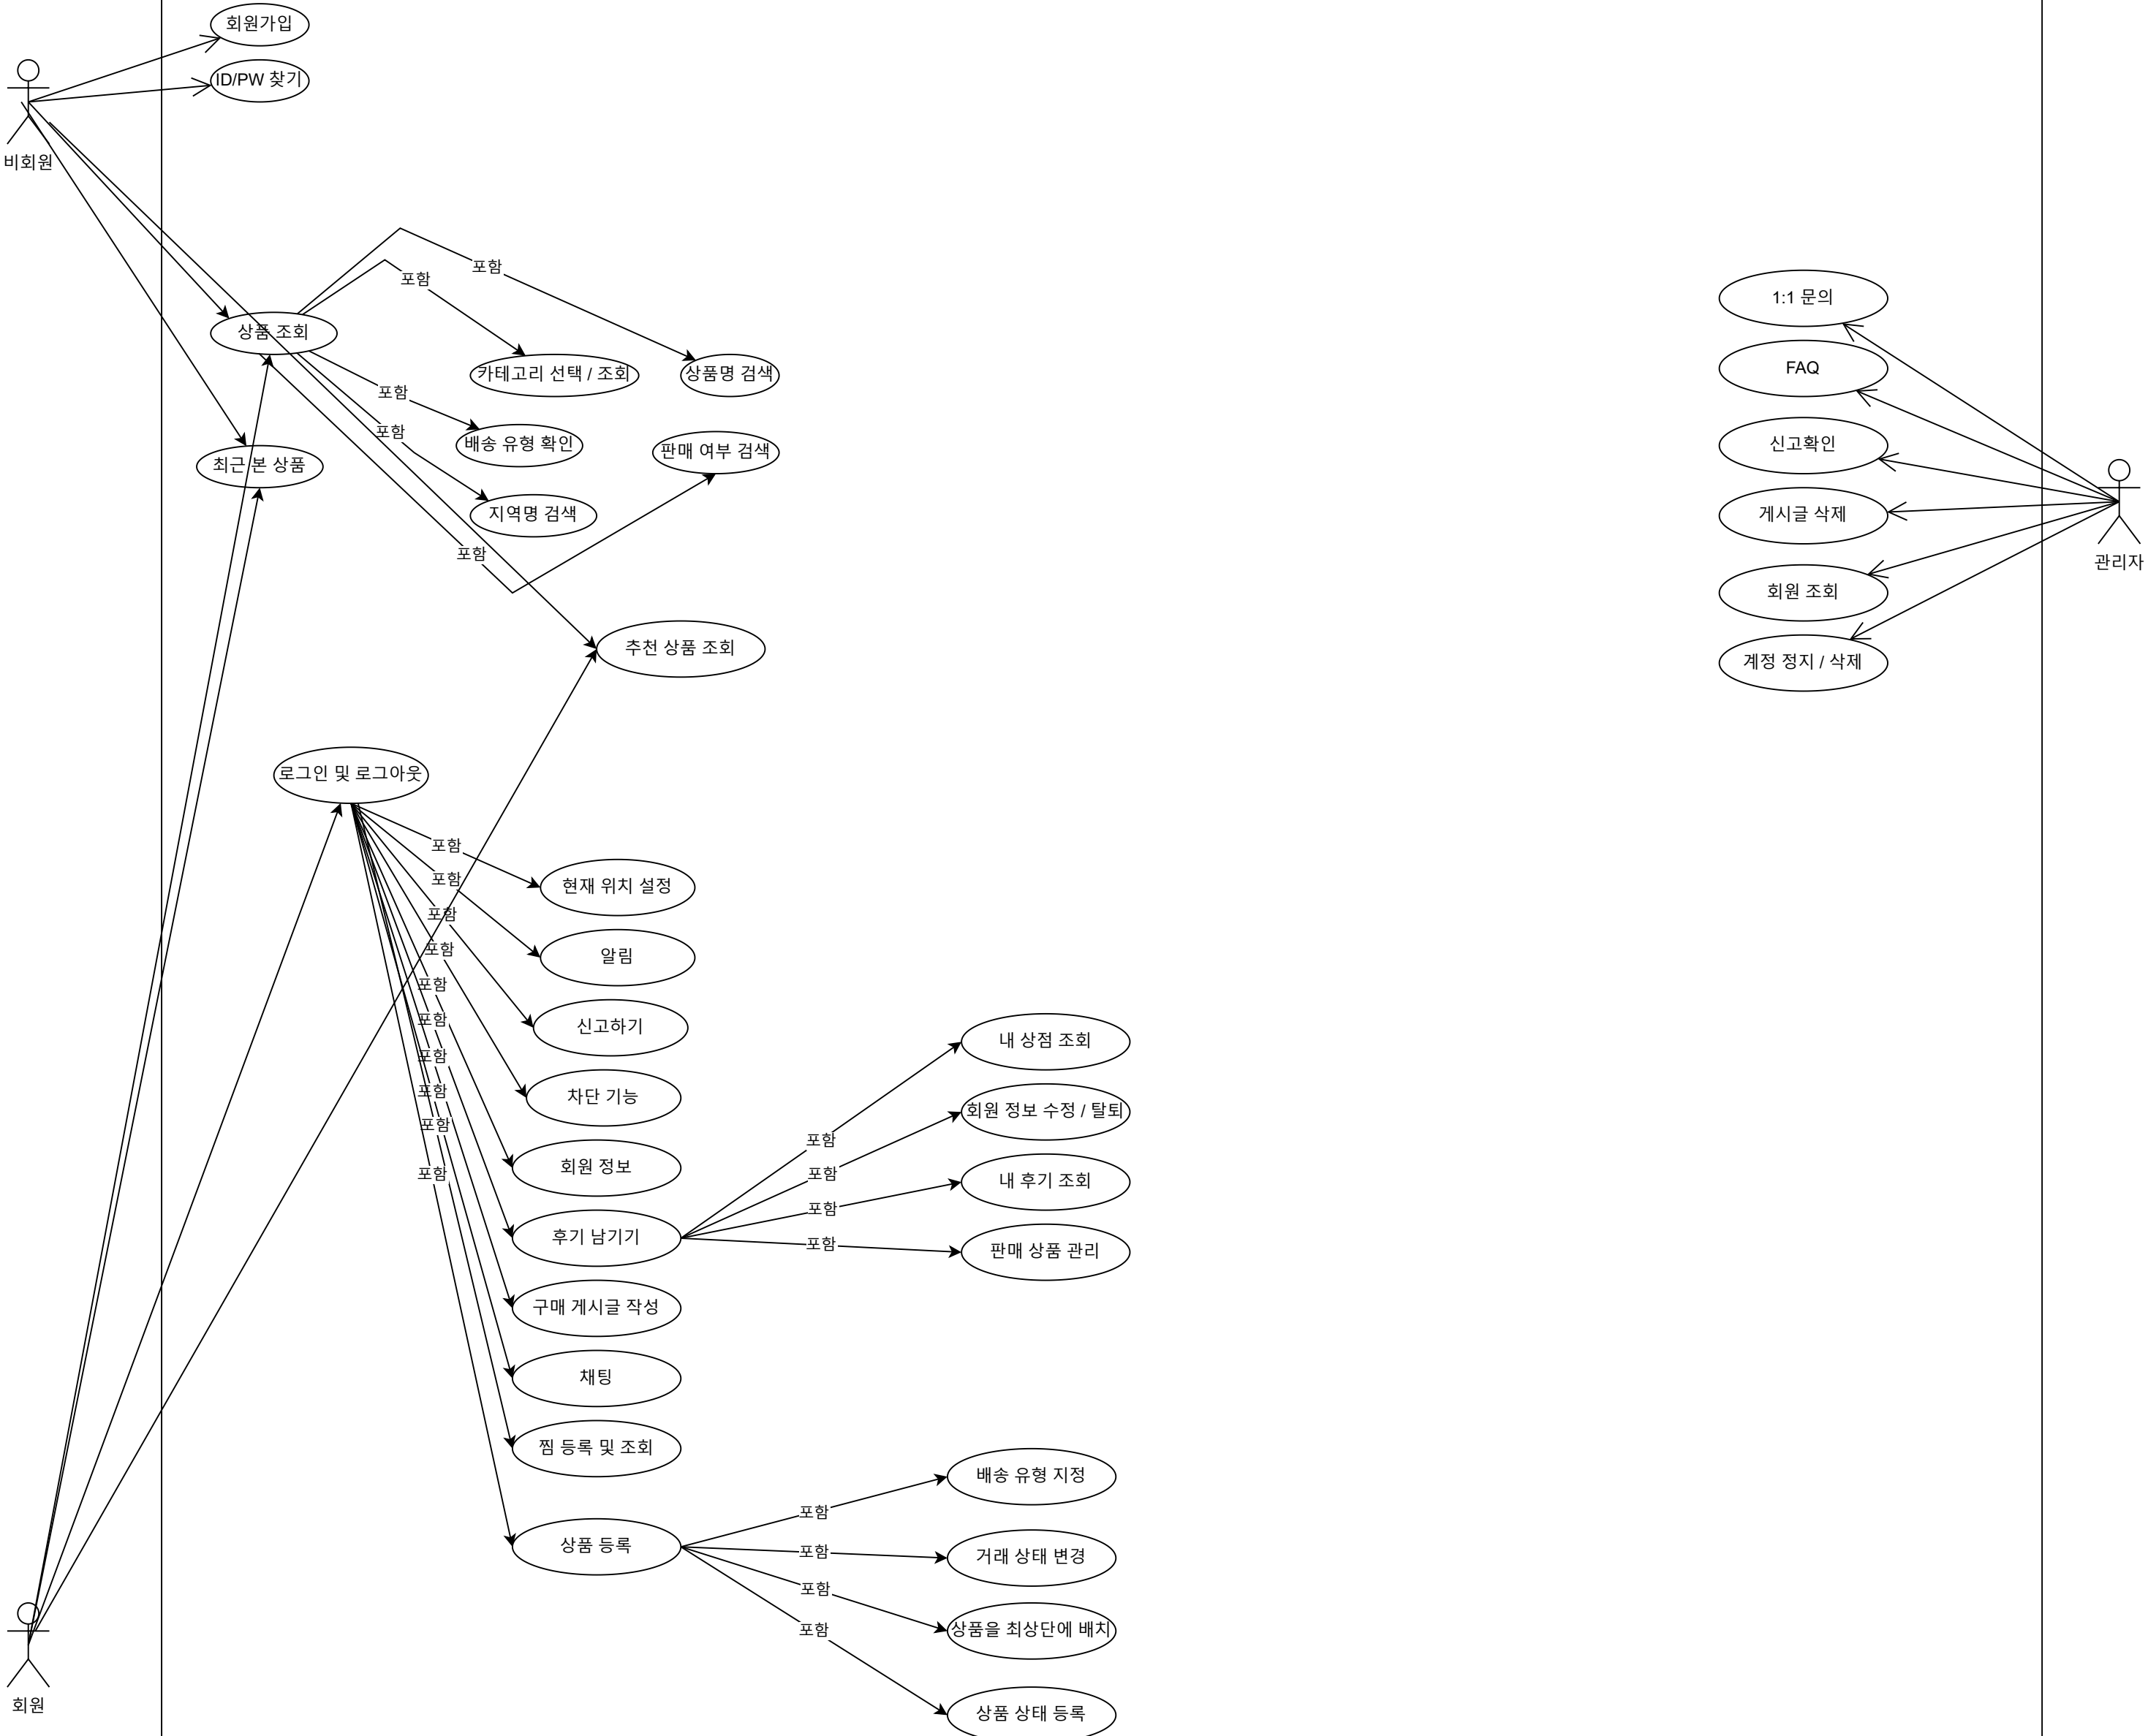 회원가입
ID/PW 찾기
비회원
포함
포함
상품 조회
카테고리 선택 / 조회
상품명 검색
포함
배송 유형 확인
포함
판매 여부 검색
최근 본 상품
지역명 검색
포함
추천 상품 조회
1:1 문의
FAQ
신고확인
게시글 삭제
회원 조회
계정 정지 / 삭제
관리자
로그인 및 로그아웃
포함
현재 위치 설정
포함
알림
포함
포함
포함
신고하기
포함
포함
차단 기능
포함
포함
회원 정보
포함
후기 남기기
구매 게시글 작성
채팅
찜 등록 및 조회
상품 등록
내 상점 조회
회원 정보 수정 / 탈퇴
포함
포함
내 후기 조회
포함
포함
판매 상품 관리
배송 유형 지정
포함
포함
거래 상태 변경
포함
포함
상품을 최상단에 배치
상품 상태 등록
회원